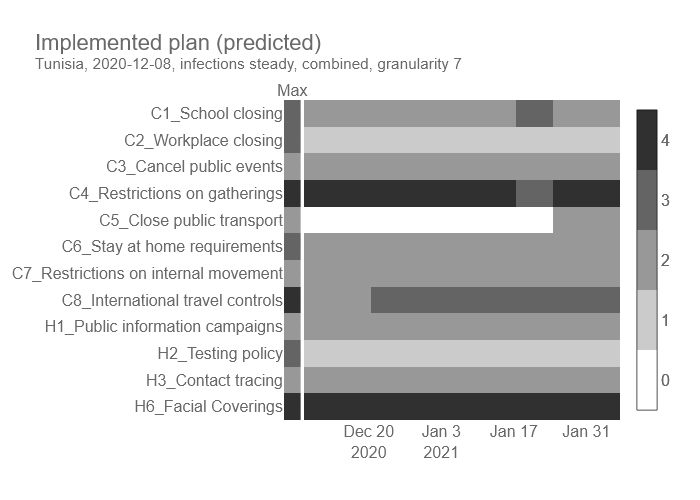 Implemented plan (predicted)
Tunisia, 2020-12-08, infections steady, combined, granularity 7
Max
C1_School closing
C2_Workplace closing
C3_Cancel public events
C4_Restrictions on gatherings
C5_Close public transport
C6_Stay at home requirements
C7_Restrictions on internal movement
C8_International travel controls
H1_Public information campaigns
H2_Testing policy
H3_Contact tracing
H6_Facial Coverings
4
3
2
1
0
Dec 20 Jan 3 Jan 17 Jan 31
2020 2021